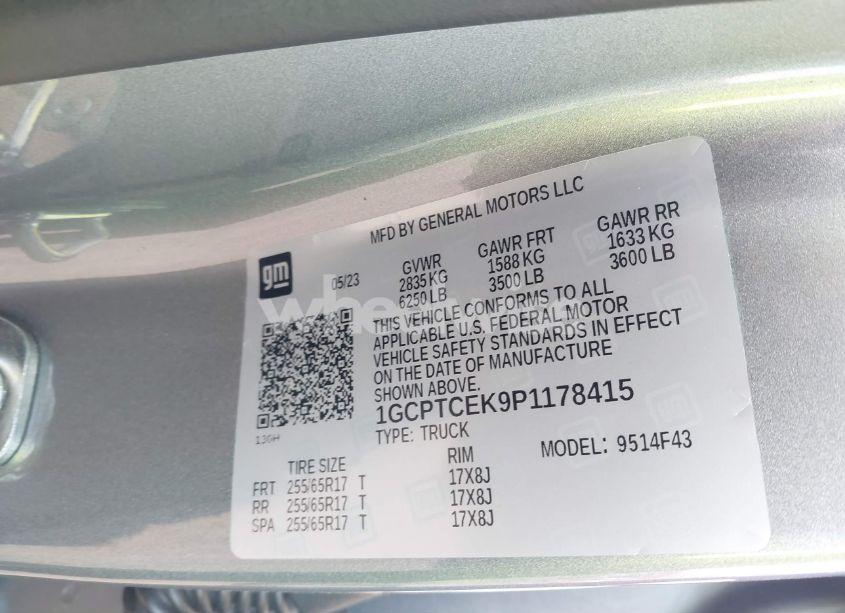 MFD BY GENERAL MOTORS LLC
gm
05/23
GVWR GAWR FRT GAWR RR
2835 KG 1588 KG 1633 KG
6250 LB 3500 LB 3600 LB
THIS VEHICLE CONFORMS TO ALL
APPLICABLE U.S. FEDERAL MOTOR
VEHICLE SAFETY STANDARDS IN EFFECT
ON THE DATE OF MANUFACTURE
SHOWN ABOVE.
1GCPTCEK9P1178415
TYPE: TRUCK
MODEL: 9514F43
TIRE SIZE RIM
FRT 255/65R17 T 17X8J
RR 255/65R17 T 17X8J
SPA 255/65R17 T 17X8J